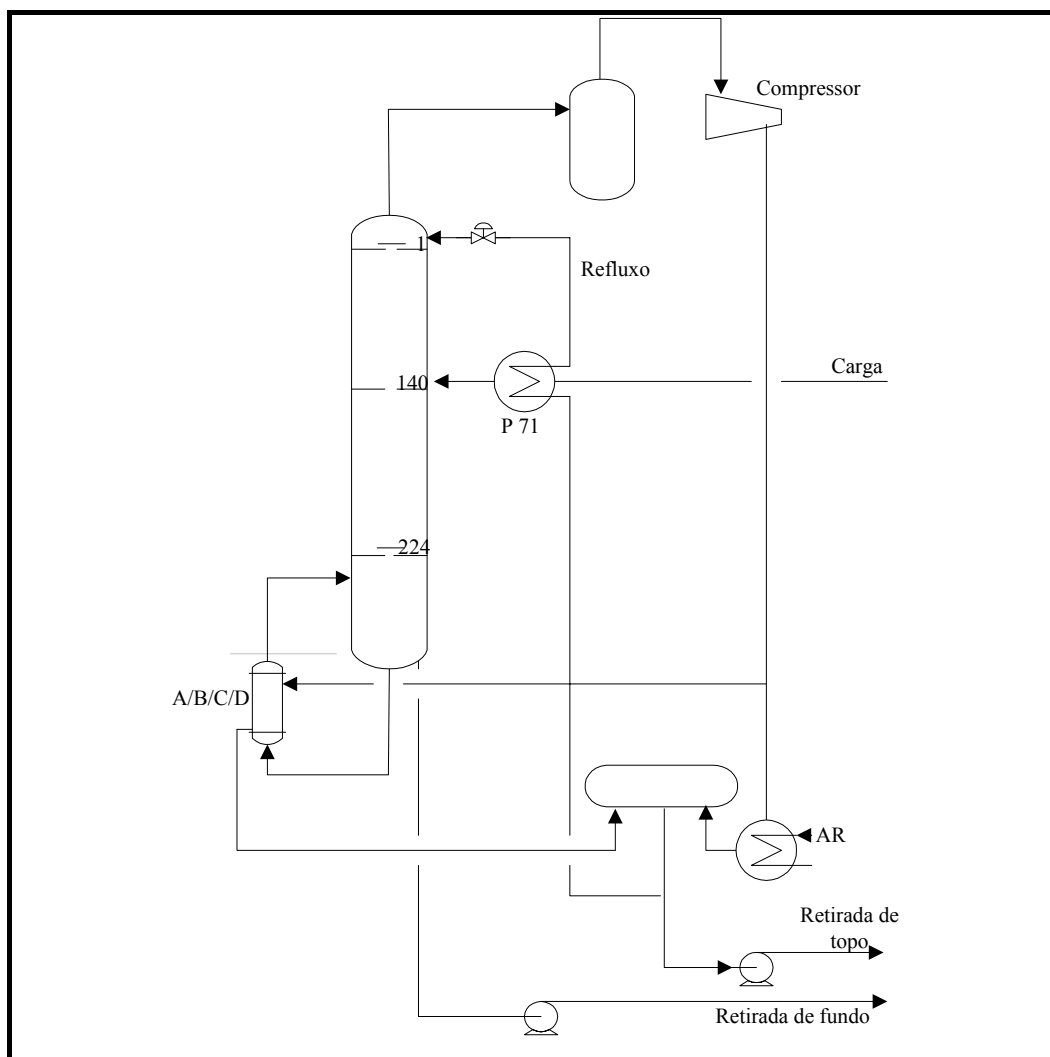 Compressor
1
Refluxo
Carga
140
P 71
224
A/B/C/D
AR
Retirada de
topo
Retirada de fundo